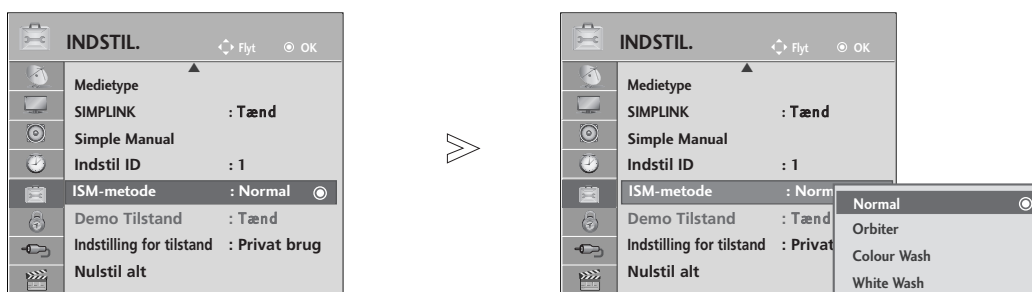 INDSTIL.
Flyt
OK
Medietype
SIMPLINK : Tænd
Simple Manual
Indstil ID : 1
ISM-metode : Normal
Demo Tilstand : Tænd
Indstilling for tilstand : Privat brug
Nulstil alt
INDSTIL.
Flyt
OK
Medietype
SIMPLINK : Tænd
Simple Manual
Indstil ID : 1
ISM-metode : Norm
Demo Tilstand : Tænd
Indstilling for tilstand : Privat
Nulstil alt
Normal
Orbiter
Colour Wash
White Wash